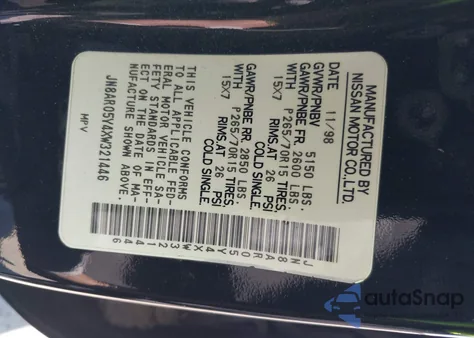 MANUFACTURED BY
NISSAN MOTOR CO.,LTD.
DATE 11/98
GVWR/PNBV 5150 LBS.
GAWR/PNBE FR. 2600 LBS.
WITH P265/70R15 TIRES,
15X7 RIMS,AT 26 PSI
COLD SINGLE.
GAWR/PNBE RR. 2850 LBS.
WITH P265/70R15 TIRES,
15X7 RIMS,AT 26 PSI
COLD SINGLE.
THIS VEHICLE CONFORMS
TO ALL APPLICABLE FED-
ERAL MOTOR VEHICLE SA-
FETY STANDARDS IN EFF-
ECT ON THE DATE OF MA-
NUFACTURE SHOWN ABOVE.
JN8AR05Y4XW321446
MPV
JN8AR05Y4XW321446
autoSnap